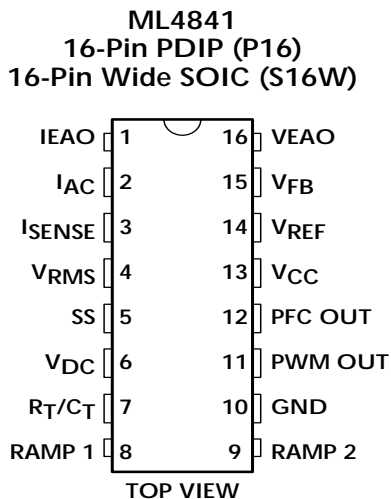 ML4841
16-Pin PDIP (P16)
16-Pin Wide SOIC (S16W)
IEAO 1 16 VEAO
IAC 2 15 VFB
ISENSE 3 14 VREF
VRMS 4 13 VCC
SS 5 12 PFC OUT
VDC 6 11 PWM OUT
RT/CT 7 10 GND
RAMP 1 8 9 RAMP 2
TOP VIEW